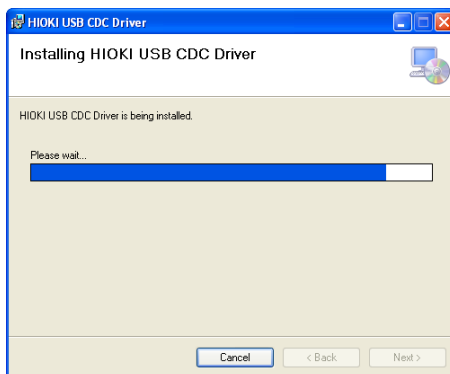 HIOKI USB CDC Driver
Installing HIOKI USB CDC Driver
HIOKI USB CDC Driver is being installed.
Please wait...
Cancel
< Back
Next >